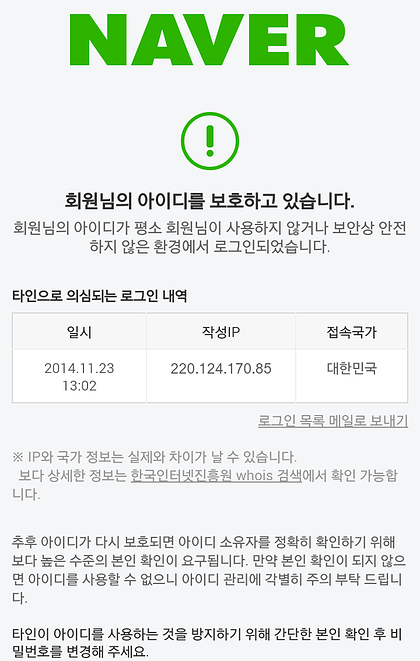 NAVER
회원님의 아이디를 보호하고 있습니다.
회원님의 아이디가 평소 회원님이 사용하지 않거나 보안상 안전
하지 않은 환경에서 로그인되었습니다.
타인으로 의심되는 로그인 내역
일시 작성IP 접속국가
2014.11.23 220.124.170.85 대한민국
13:02
로그인 목록 메일로 보내기
※ IP와 국가 정보는 실제와 차이가 날 수 있습니다.
보다 상세한 정보는 한국인터넷진흥원 whois 검색에서 확인 가능합
니다.
추후 아이디가 다시 보호되면 아이디 소유자를 정확히 확인하기 위해
보다 높은 수준의 본인 확인이 요구됩니다. 만약 본인 확인이 되지 않으
면 아이디를 사용할 수 없으니 아이디 관리에 각별히 주의 부탁 드립니
다.
타인이 아이디를 사용하는 것을 방지하기 위해 간단한 본인 확인 후 비
밀번호를 변경해 주세요.